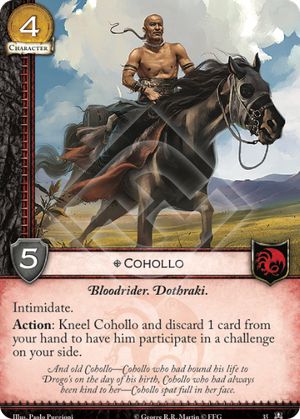 4
CHARACTER
5
COHOLLO
Bloodrider. Dothraki.
Intimidate.
Action: Kneel Cohollo and discard 1 card from
your hand to have him participate in a challenge
on your side.
And old Cohollo—Cohollo who had bound his life to
Drogo's on the day of his birth, Cohollo who had always
been kind to her—Cohollo spat full in her face.
Illus. Paolo Puggioni
© George R.R. Martin © FFG
15